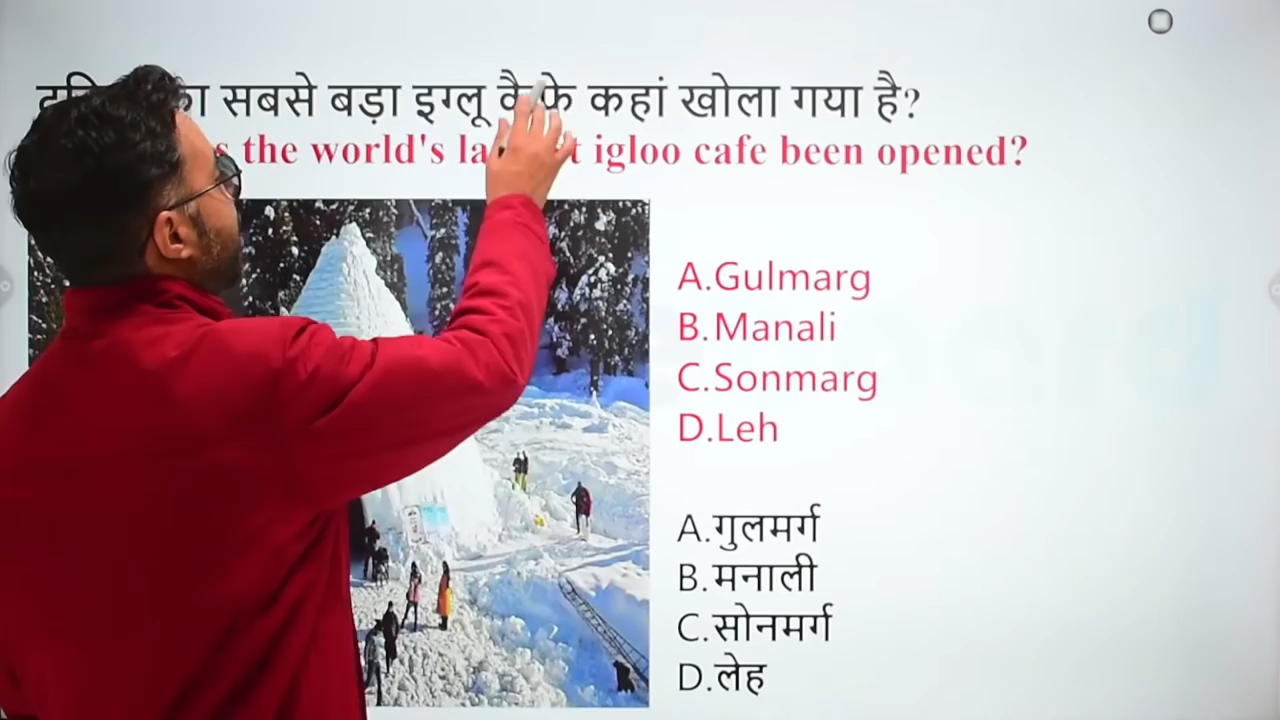 का सबसे बड़ा इग्लू कैफे कहां खोला गया है?
the world's igloo cafe been opened?
A.Gulmarg
B.Manali
C.Sonmarg
D.Leh
A.गुलमर्ग
B.मनाली
C.सोनमर्ग
D.लेह